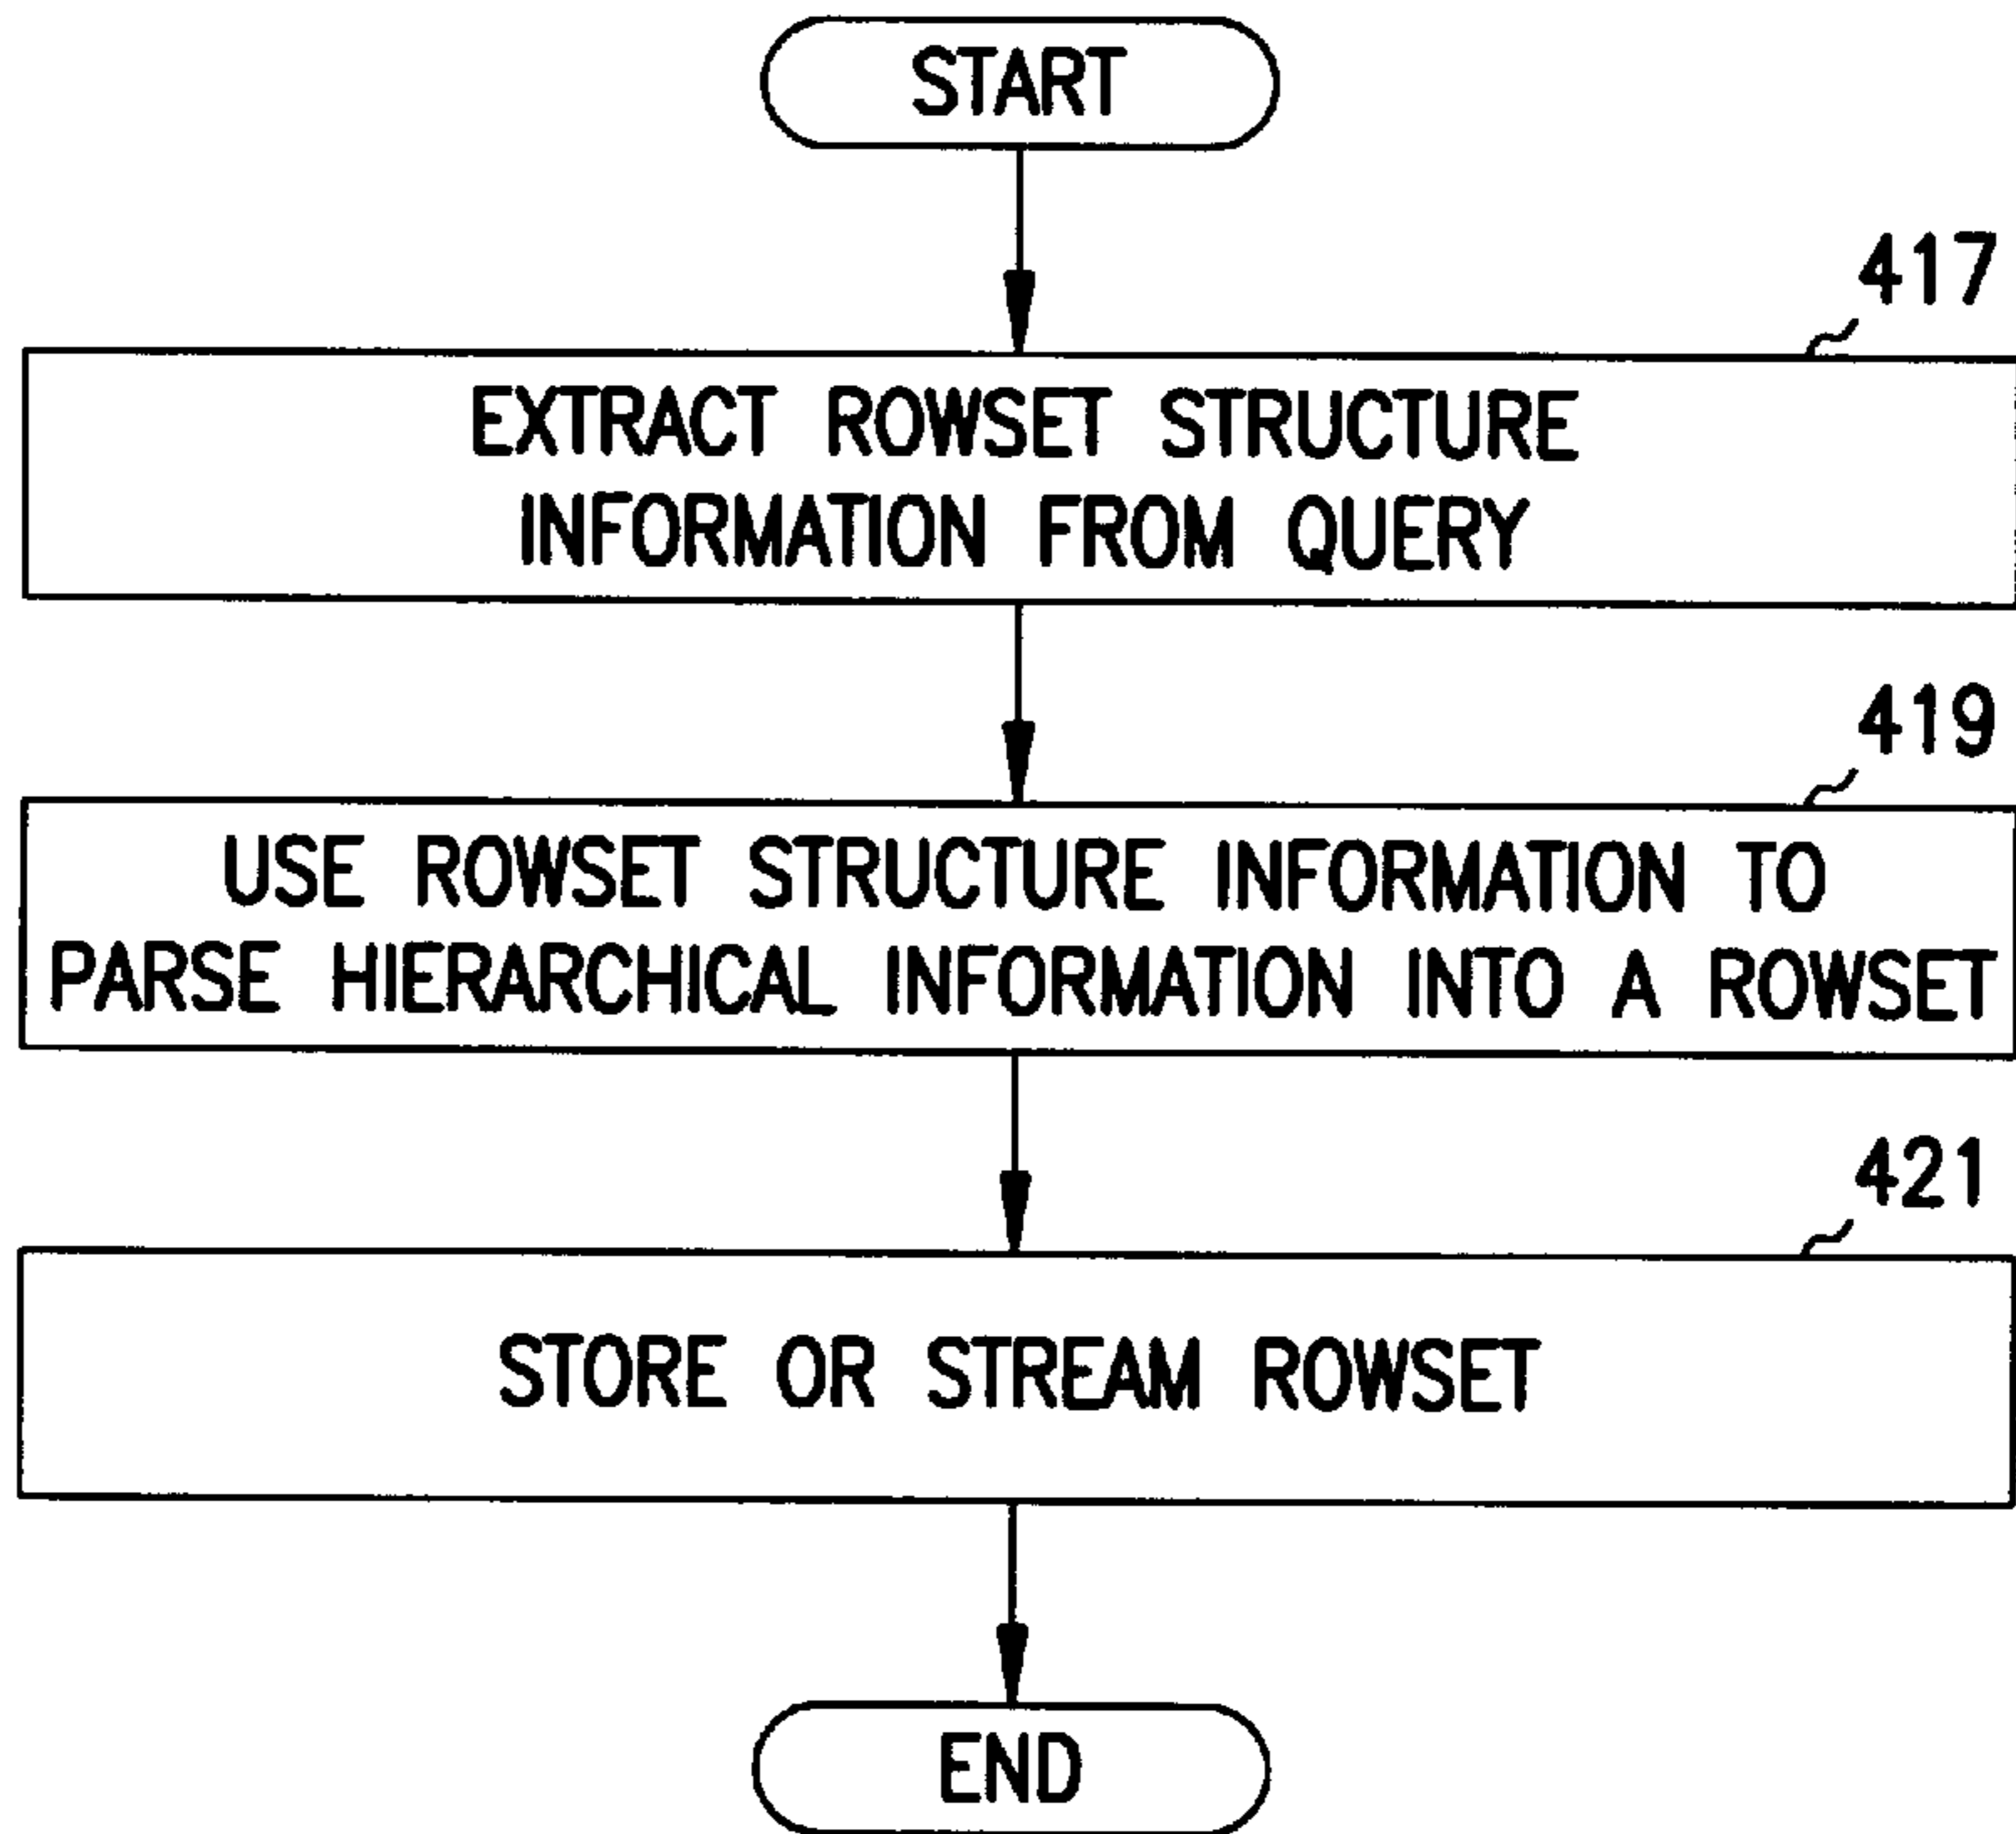 START
417
EXTRACT ROWSET STRUCTURE
INFORMATION FROM QUERY
419
USE ROWSET STRUCTURE INFORMATION TO
PARSE HIERARCHICAL INFORMATION INTO A ROWSET
421
STORE OR STREAM ROWSET
END